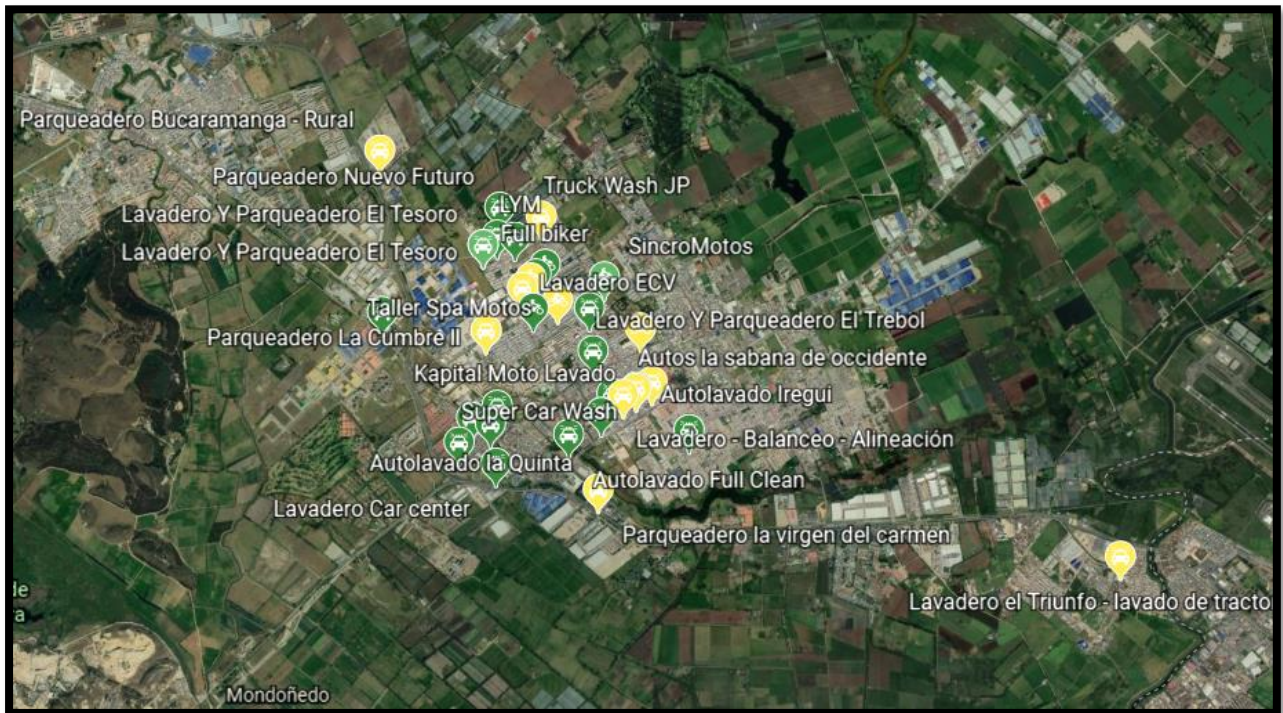 Parqueadero Bucaramanga - Rural
Parqueadero Nuevo Futuro
Truck Wash JP
LYM
Lavadero Y Parqueadero El Tesoro
Full biker
SincroMotos
Lavadero Y Parqueadero El Tesoro
Lavadero ECV
Taller Spa Motos
Lavadero Y Parqueadero El Trebol
Parqueadero La Cumbre II
Autos la sabana de occidente
Kapital Moto Lavado
Autolavado Iregui
Super Car Wash
Lavadero - Balanceo - Alineación
Autolavado la Quinta
Autolavado Full Clean
Lavadero Car center
Parqueadero la virgen del carmen
de
a
Lavadero el Triunfo - lavado de tracto
Mondoñedo